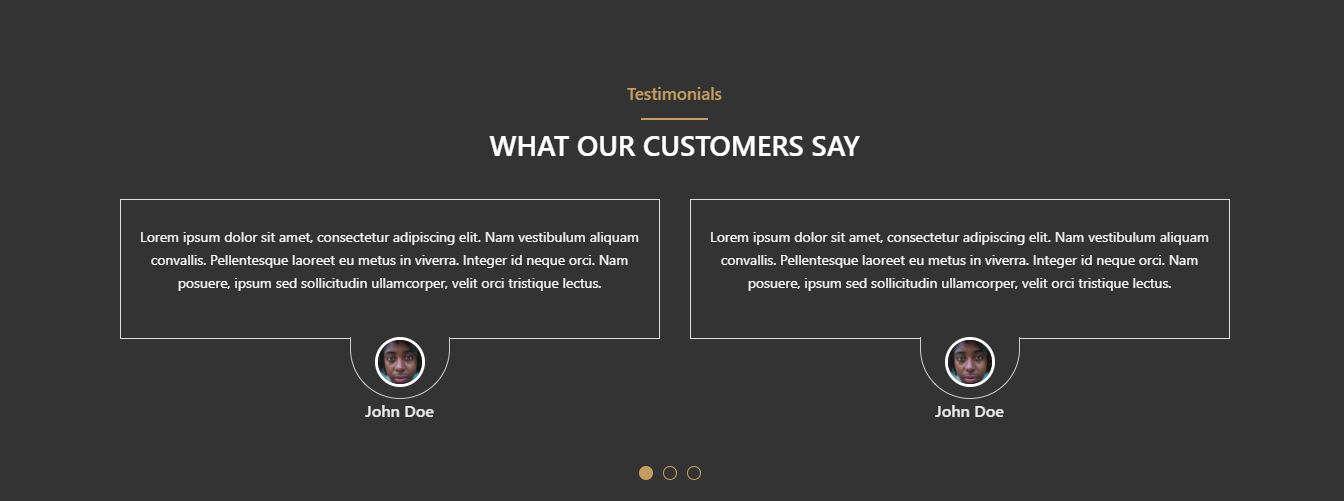 Testimonials
WHAT OUR CUSTOMERS SAY
Lorem ipsum dolor sit amet, consectetur adipiscing elit. Nam vestibulum aliquam
convallis. Pellentesque laoreet eu metus in viverra. Integer id neque orci. Nam
posuere, ipsum sed sollicitudin ullamcorper, velit orci tristique lectus.
John Doe
Lorem ipsum dolor sit amet, consectetur adipiscing elit. Nam vestibulum aliquam
convallis. Pellentesque laoreet eu metus in viverra. Integer id neque orci. Nam
posuere, ipsum sed sollicitudin ullamcorper, velit orci tristique lectus.
John Doe